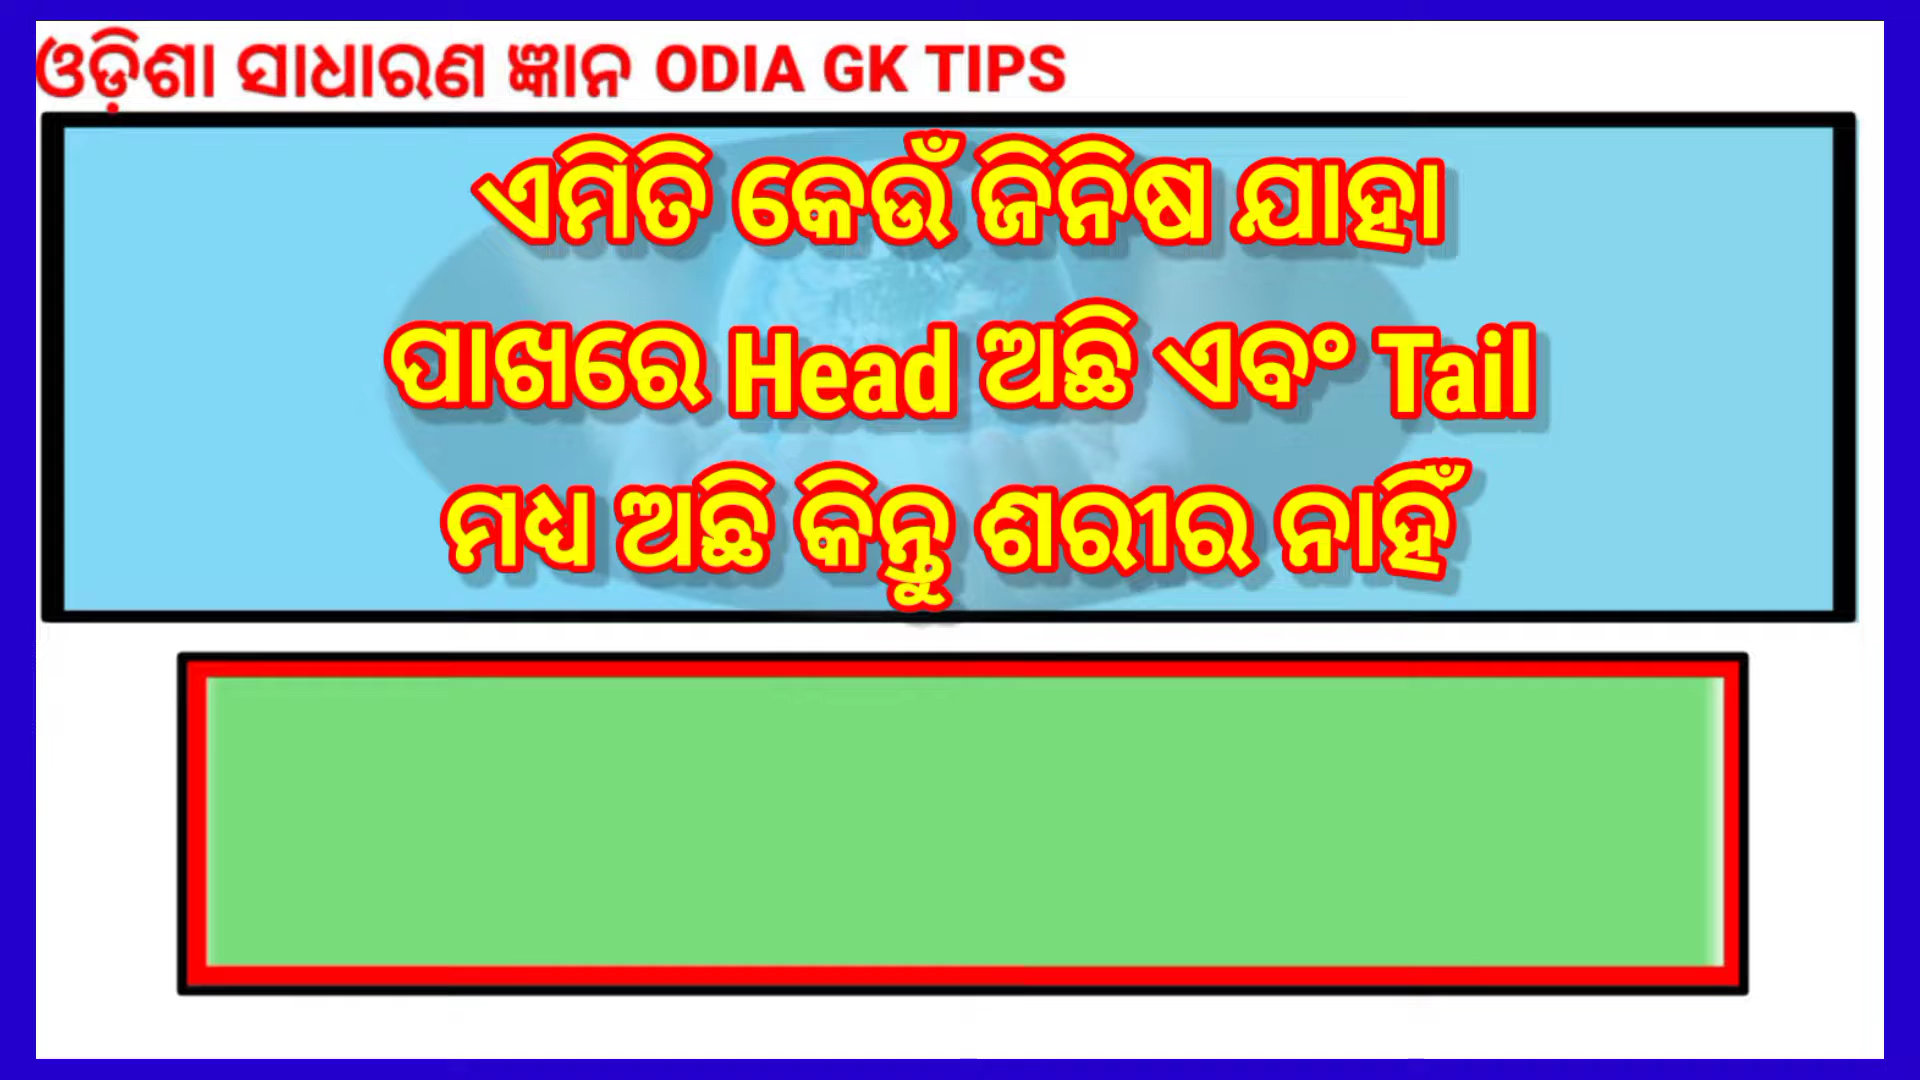 ଓଡ଼ିଶା ସାଧାରଣ ଜ୍ଞାନ ODIA GK TIPS
ଏମିତି କେଉଁ ଜିନିଷ ଯାହା
ପାଖରେ Head ଅଛି ଏବଂ Tail
ମଧ୍ୟ ଅଛି କିନ୍ତୁ ଶରୀର ନାହିଁ